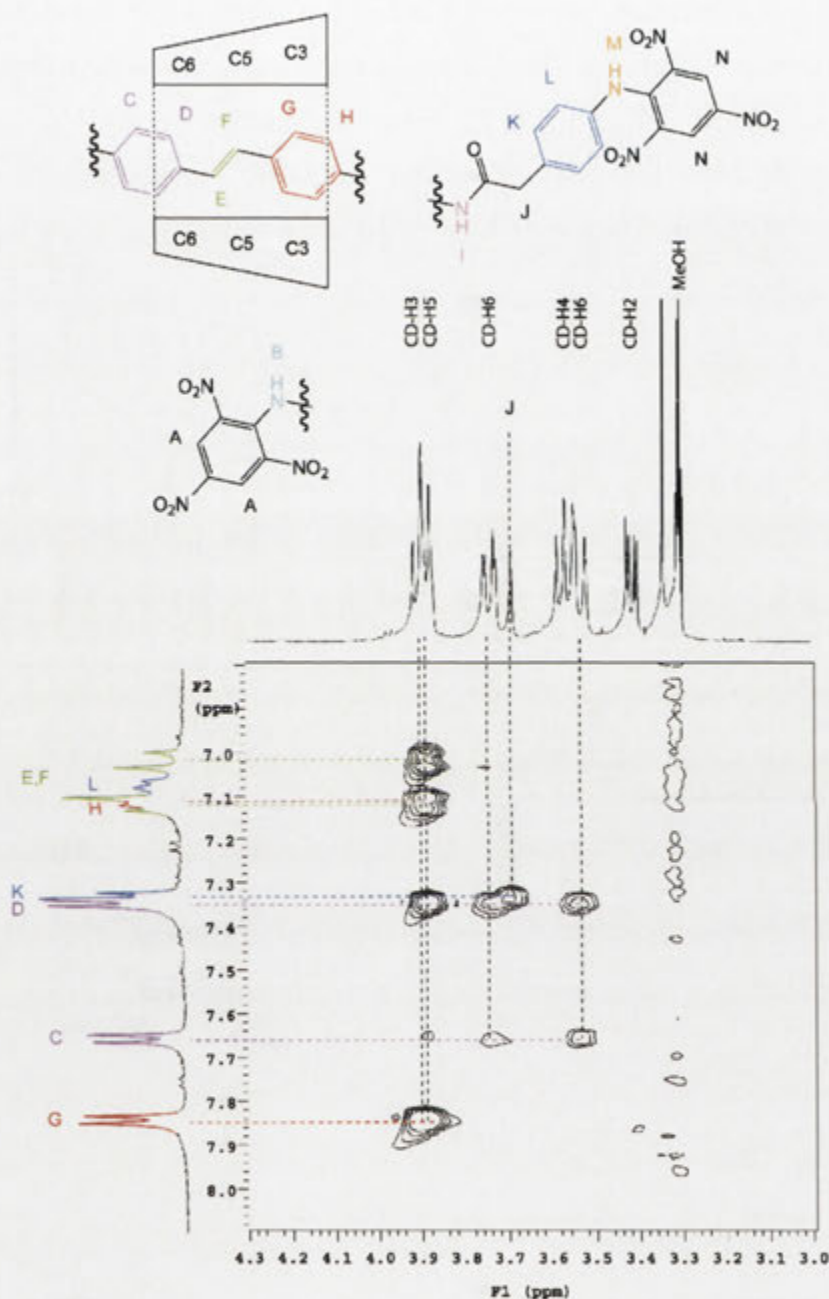 C6 C5 C3
C D F G H
E
C6 C5 C3
M O₂N N
H
N
L
K
NO₂
O₂N N
O
N
H
I
J
CD-H3
CD-H5
CD-H6
CD-H4
CD-H6
CD-H2
MeOH
J
B
H
N
O₂N
A
NO₂
O₂N
A
F2
(ppm)
E,F L
H
K
D
C
G
7.0
7.1
7.2
7.3
7.4
7.5
7.6
7.7
7.8
7.9
8.0
4.3 4.2 4.1 4.0 3.9 3.8 3.7 3.6 3.5 3.4 3.3 3.2 3.1 3.0
F1 (ppm)